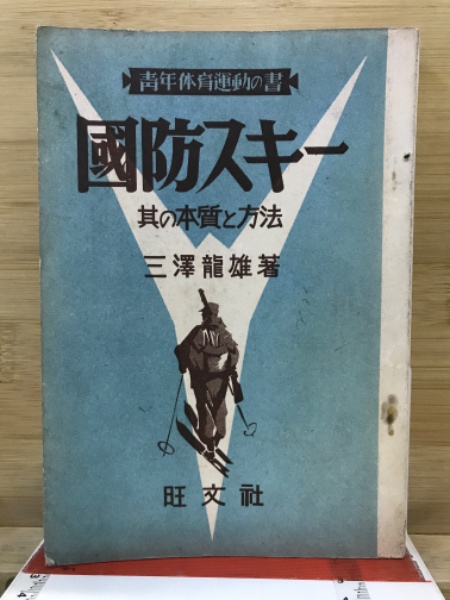 青年体育運動の書
國防スキー
其の本質と方法
三澤龍雄著
旺文社